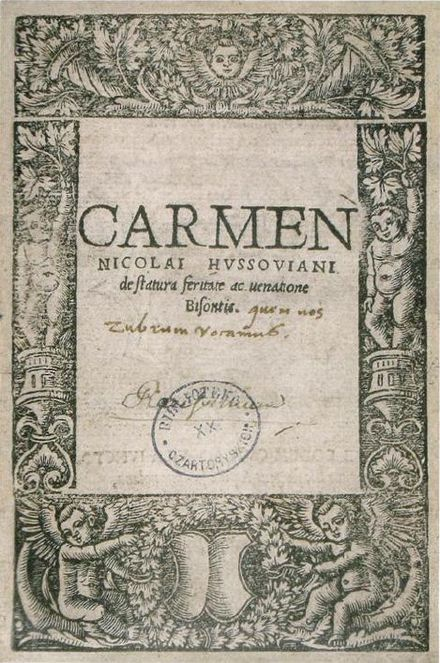 CARMEN
NICOLAI HVSSOVIANI
de statura feritate ac uenatione
Bisontis. quem nos
Zubrum vocamus.
BIBLIOTEKA
XX.
CZARTORYSKICH